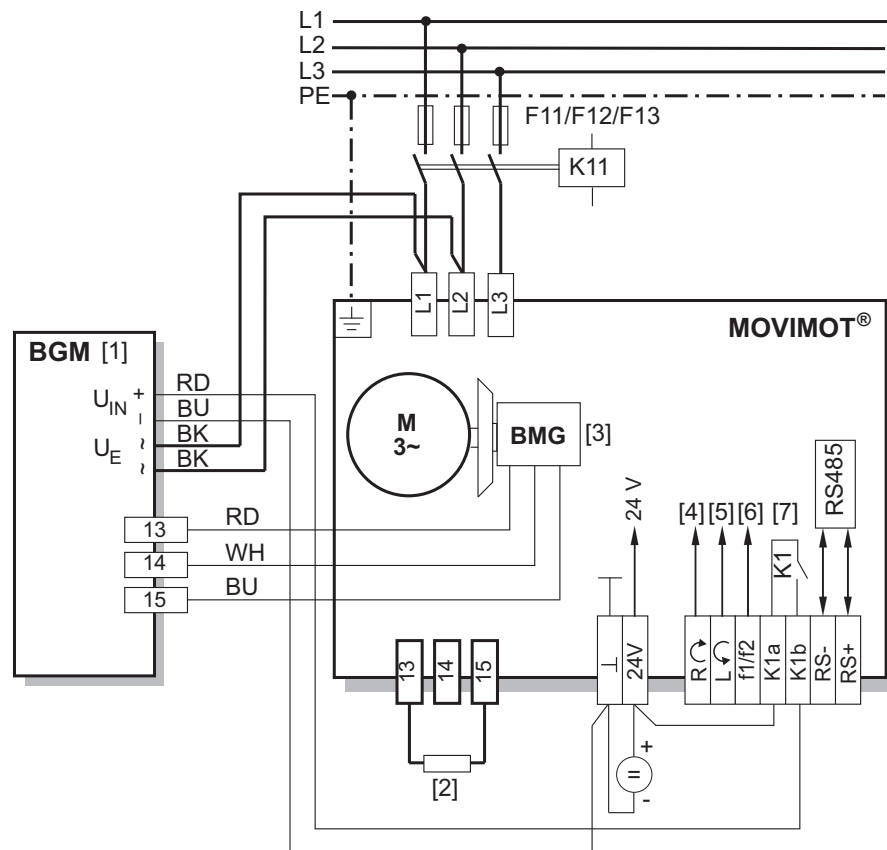 L1
L2
L3
PE
F11/F12/F13
K11
L1
L2
L3
MOVIMOT®
BGM [1]
U_IN + –
RD
BU
U_E ~ ~
BK
BK
M
3~
BMG
[3]
13
RD
14
WH
15
BU
24 V
[4] [5] [6] [7]
RS485
K1
13
14
15
⊥
24V
R
L
f1/f2
K1a
K1b
RS-
RS+
[2]
+
=
-